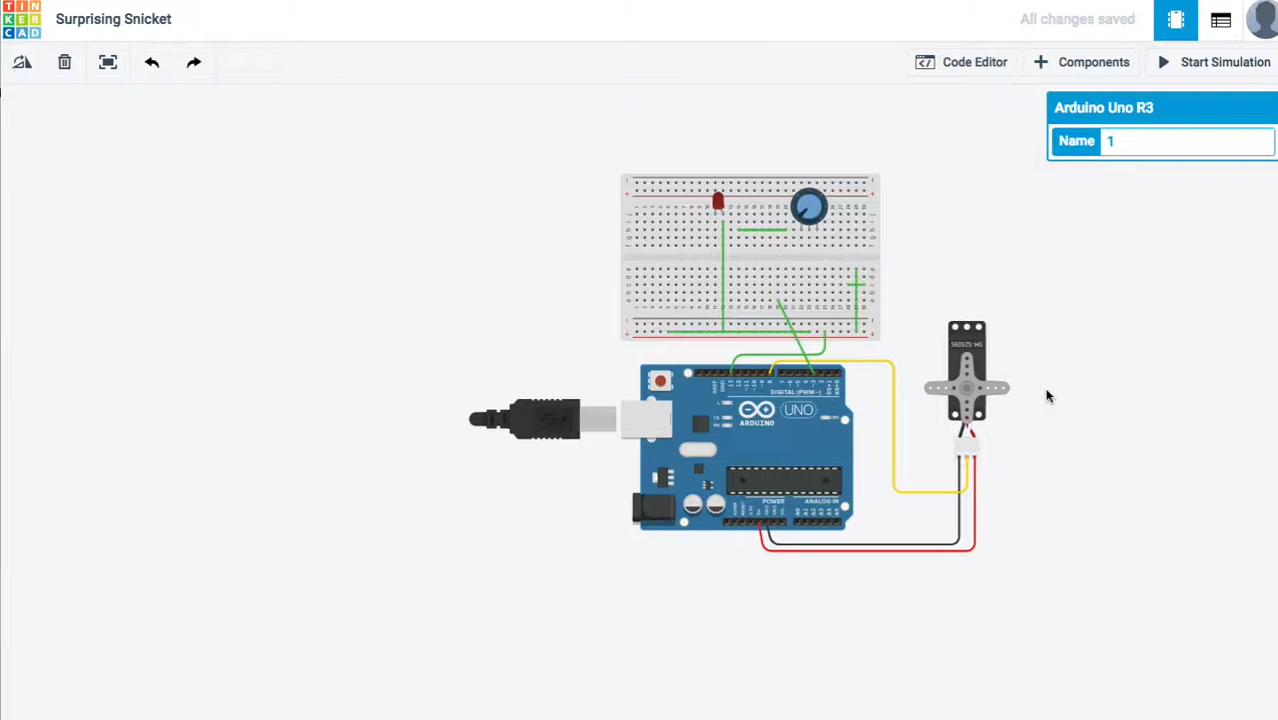 TIN
KER
CAD
Surprising Snicket
All changes saved
Code Editor
Components
Start Simulation
Arduino Uno R3
Name
1
DIGITAL (PWM~)
UNO
ARDUINO
POWER
ANALOG IN